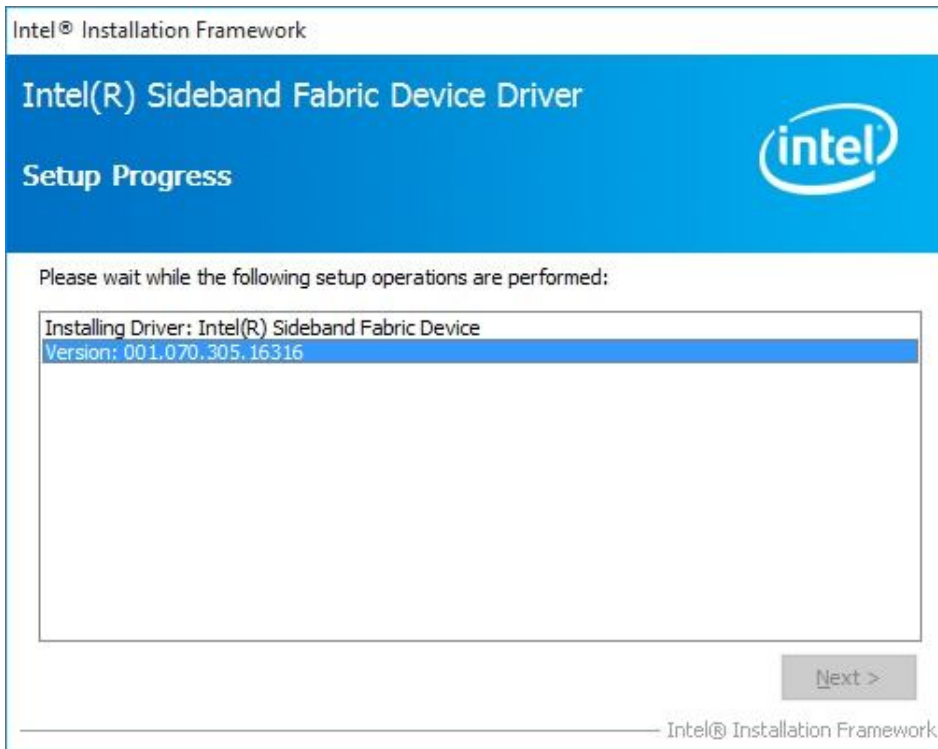 Intel® Installation Framework
Intel(R) Sideband Fabric Device Driver
intel
Setup Progress
Please wait while the following setup operations are performed:
Installing Driver: Intel(R) Sideband Fabric Device
Version: 001.070.305.16316
Next >
Intel® Installation Framework